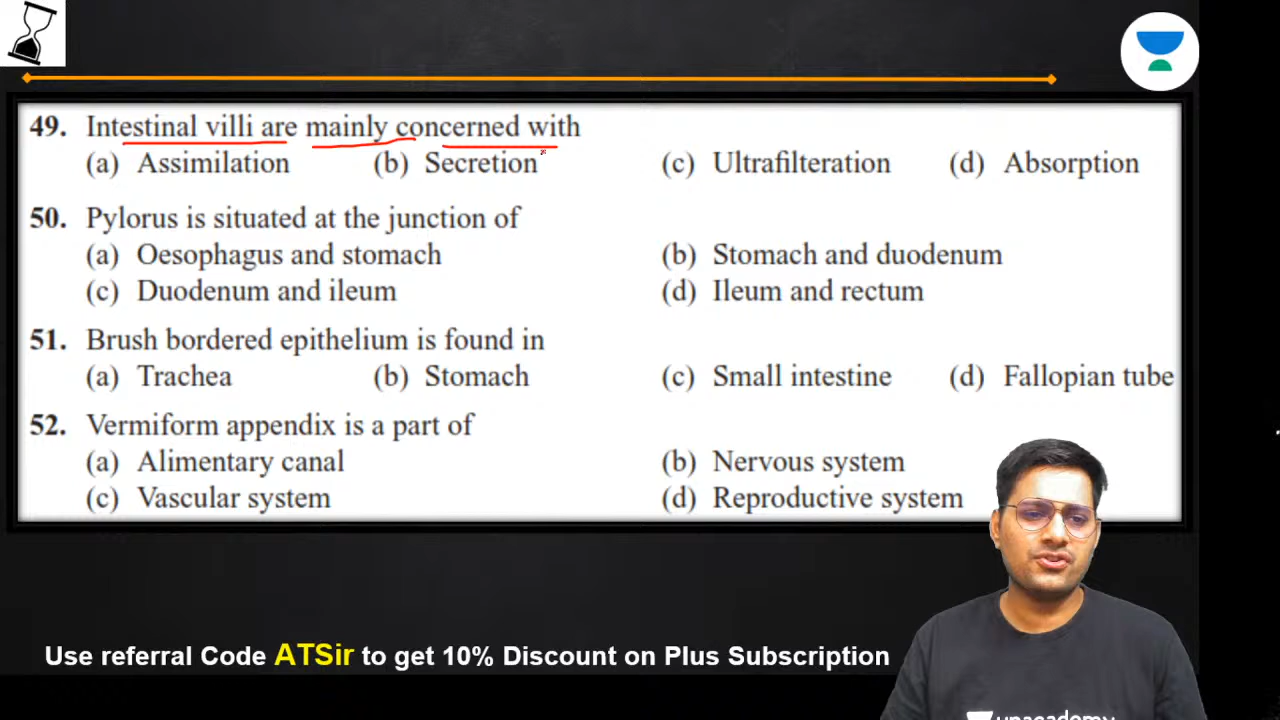 49. Intestinal villi are mainly concerned with
(a) Assimilation (b) Secretion (c) Ultrafilteration (d) Absorption
50. Pylorus is situated at the junction of
(a) Oesophagus and stomach (b) Stomach and duodenum
(c) Duodenum and ileum (d) Ileum and rectum
51. Brush bordered epithelium is found in
(a) Trachea (b) Stomach (c) Small intestine (d) Fallopian tube
52. Vermiform appendix is a part of
(a) Alimentary canal (b) Nervous system
(c) Vascular system (d) Reproductive system
Use referral Code ATSir to get 10% Discount on Plus Subscription
unacademy